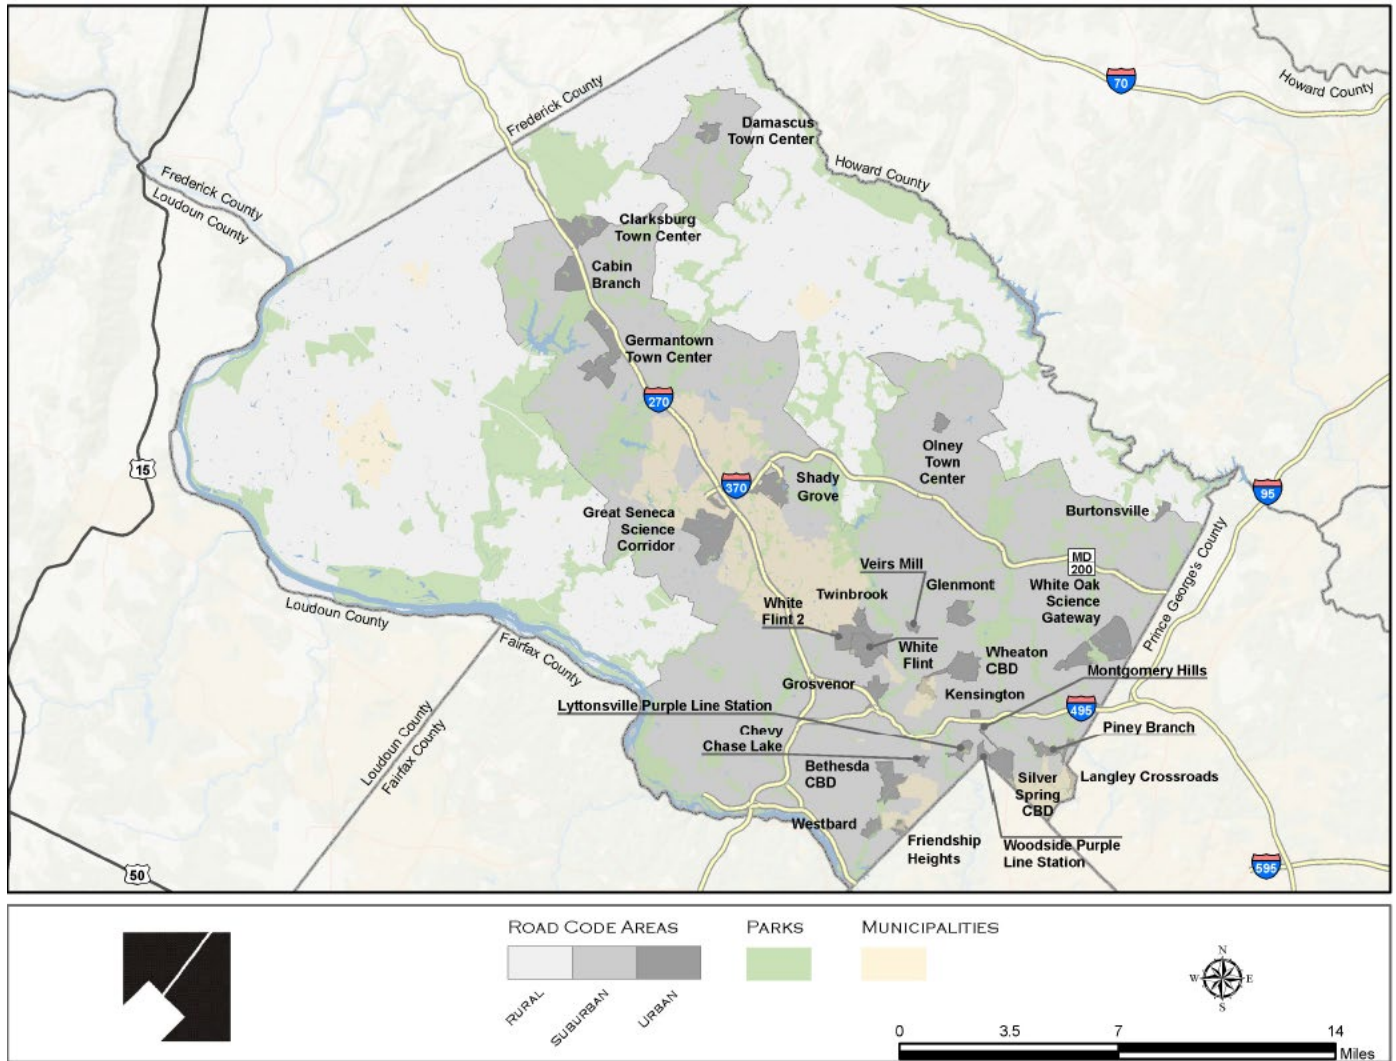 70
Howard County
Frederick County
Damascus
Town Center
Howard County
Frederick County
Loudoun County
Clarksburg
Town Center
Cabin
Branch
Germantown
Town Center
270
15
Olney
Town
Center
370
Shady
Grove
95
Great Seneca
Science
Corridor
Burtonsville
Prince George's County
MD
200
Veirs Mill
Glenmont
White Oak
Science
Gateway
Twinbrook
White
Flint 2
Loudoun County
Fairfax County
White
Flint
Wheaton
CBD
Montgomery Hills
Grosvenor
Kensington
Lyttonsville Purple Line Station
495
Loudoun County
Fairfax County
Chevy
Chase Lake
Piney Branch
Bethesda
CBD
Silver
Spring
CBD
Langley Crossroads
Westbard
Friendship
Heights
Woodside Purple
Line Station
50
595
ROAD CODE AREAS
PARKS
MUNICIPALITIES
RURAL
SUBURBAN
URBAN
N
W E
S
0 3.5 7 14
Miles